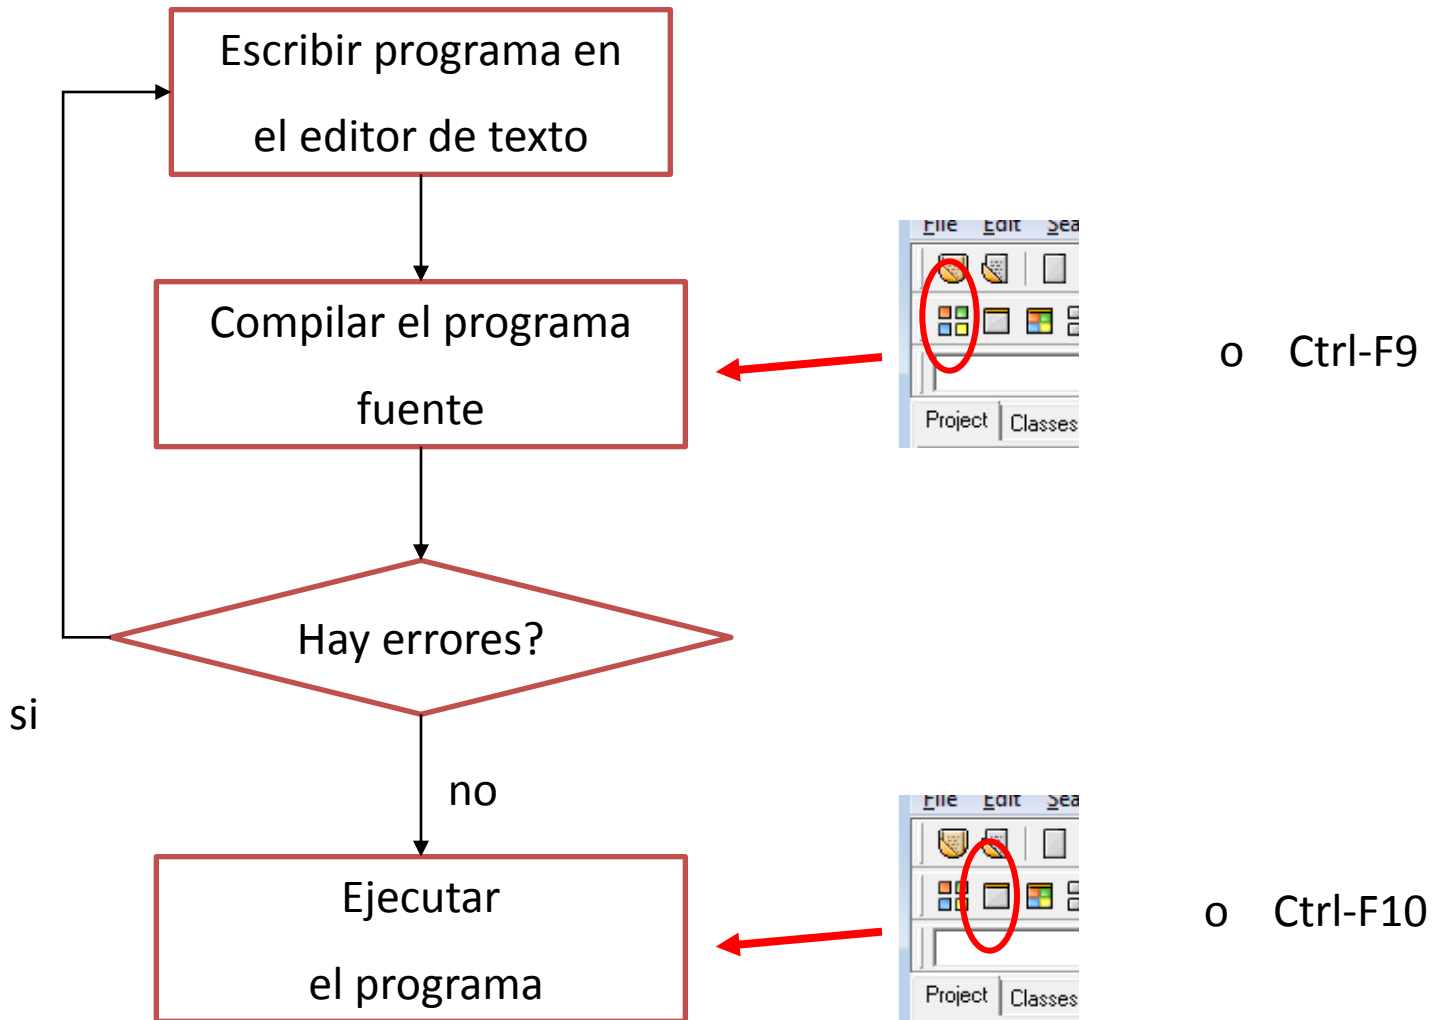 Escribir programa en
el editor de texto
File Edit Sea
Compilar el programa
fuente
o Ctrl-F9
Project Classes
Hay errores?
si
no
File Edit Sea
Ejecutar
el programa
o Ctrl-F10
Project Classes